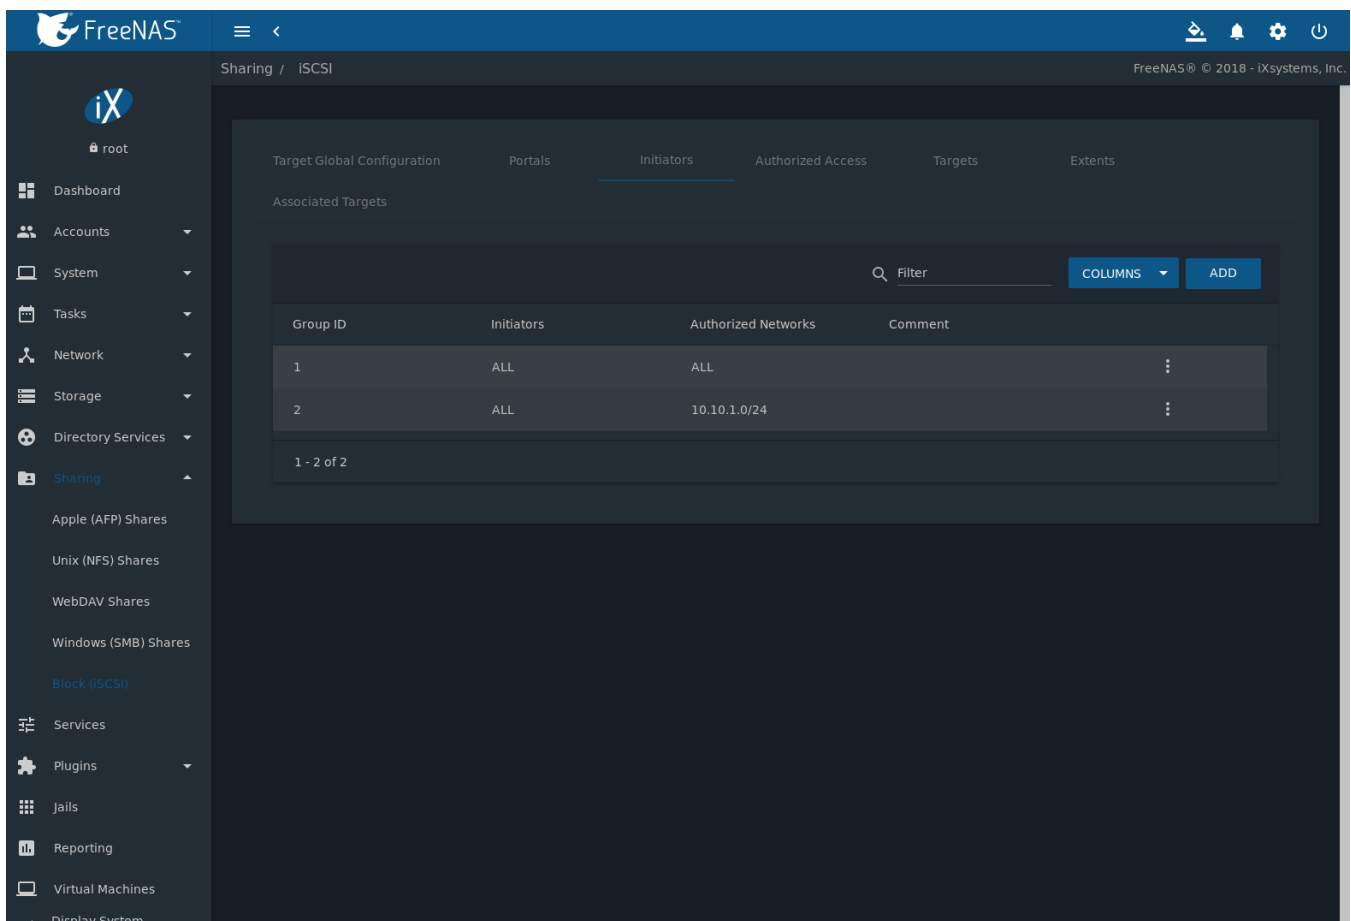 FreeNAS™
Sharing / iSCSI
FreeNAS® © 2018 - iXsystems, Inc.
iX
root
Dashboard
Accounts
System
Tasks
Network
Storage
Directory Services
Sharing
Apple (AFP) Shares
Unix (NFS) Shares
WebDAV Shares
Windows (SMB) Shares
Block (iSCSI)
Services
Plugins
Jails
Reporting
Virtual Machines
Display System
Target Global Configuration Portals Initiators Authorized Access Targets Extents
Associated Targets
Filter COLUMNS ADD
Group ID Initiators Authorized Networks Comment
1 ALL ALL
2 ALL 10.10.1.0/24
1 - 2 of 2